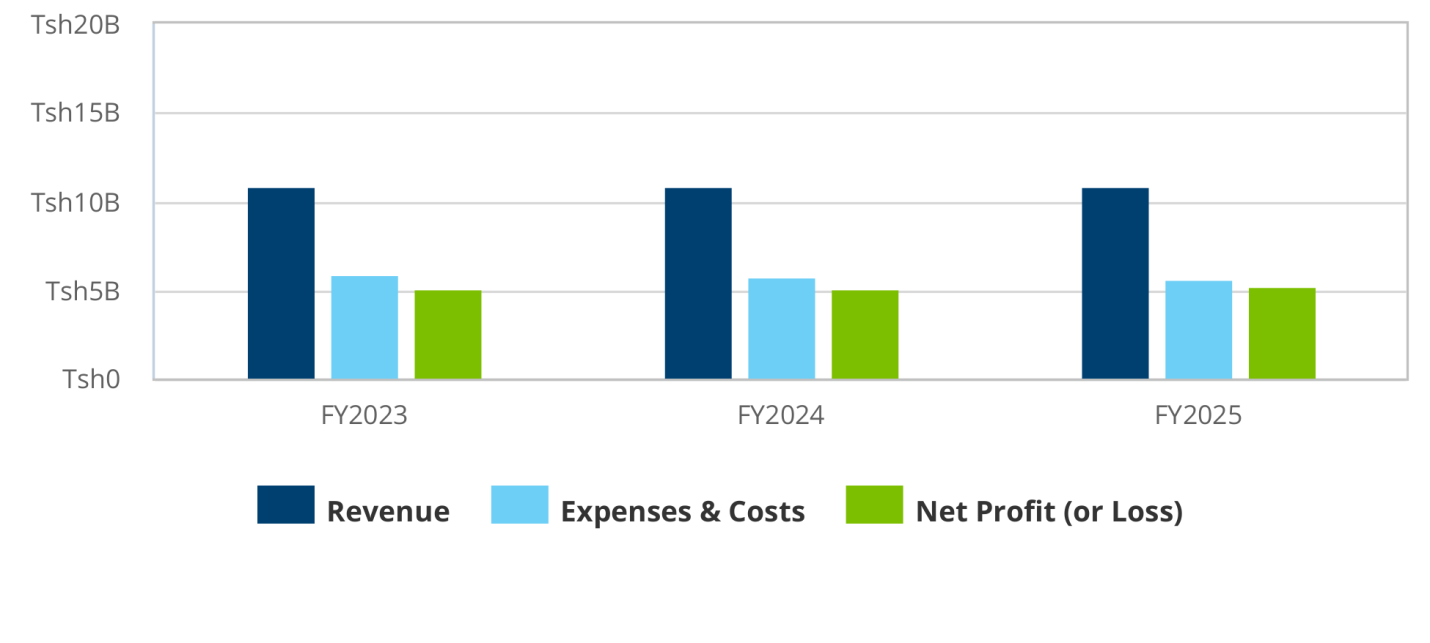 Tsh20B
Tsh15B
Tsh10B
Tsh5B
Tsh0
FY2023 FY2024 FY2025
Revenue Expenses & Costs Net Profit (or Loss)